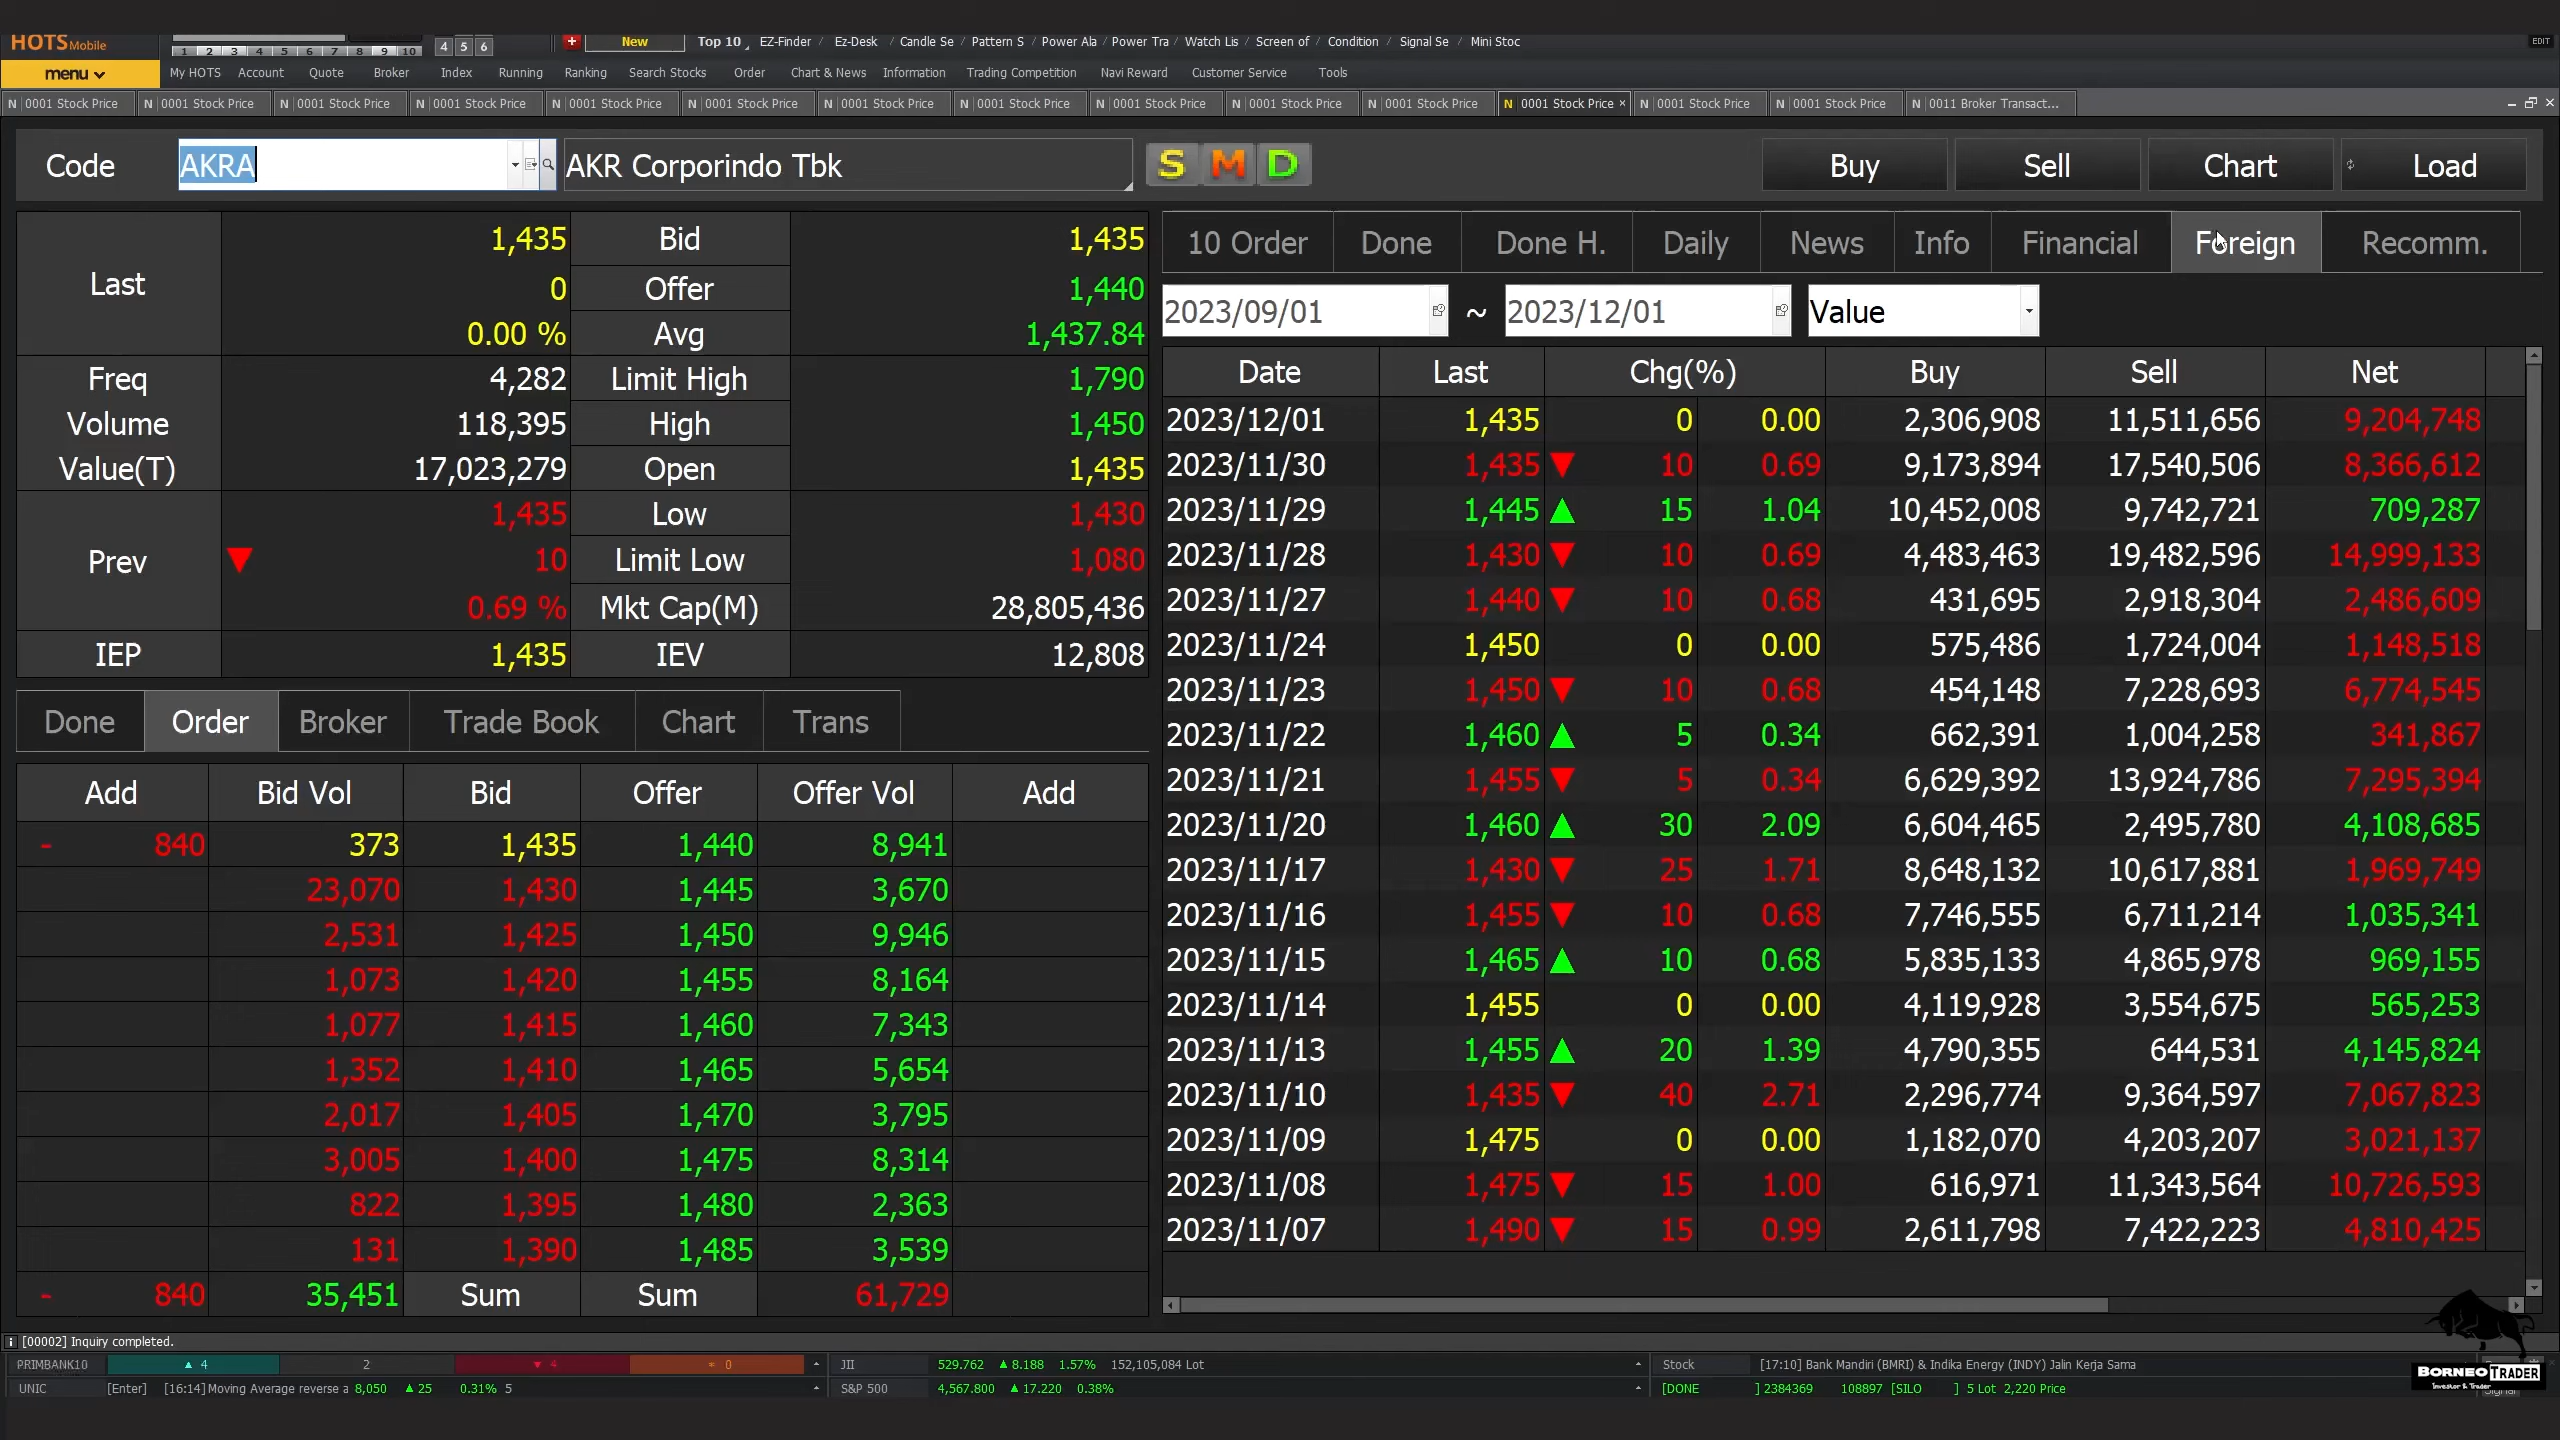 HOTS Mobile
1 2 3 4 5 6 7 8 9 10 4 5 6 New Top 10 EZ-Finder / Ez-Desk / Candle Se / Pattern S / Power Ala / Power Tra / Watch Lis / Screen of / Condition / Signal Se / Mini Stoc EDIT
menu My HOTS Account Quote Broker Index Running Ranking Search Stocks Order Chart & News Information Trading Competition Navi Reward Customer Service Tools
N 0001 Stock Price N 0001 Stock Price N 0001 Stock Price N 0001 Stock Price N 0001 Stock Price N 0001 Stock Price N 0001 Stock Price N 0001 Stock Price N 0001 Stock Price N 0001 Stock Price N 0001 Stock Price N 0001 Stock Price × N 0001 Stock Price N 0001 Stock Price N 0011 Broker Transact...
Code AKRA AKR Corporindo Tbk S M D Buy Sell Chart Load
Last 1,435 Bid 1,435
0 Offer 1,440
0.00 % Avg 1,437.84
Freq 4,282 Limit High 1,790
Volume 118,395 High 1,450
Value(T) 17,023,279 Open 1,435
Prev 1,435 Low 1,430
▼ 10 Limit Low 1,080
0.69 % Mkt Cap(M) 28,805,436
IEP 1,435 IEV 12,808
Done Order Broker Trade Book Chart Trans
Add Bid Vol Bid Offer Offer Vol Add
- 840 373 1,435 1,440 8,941
23,070 1,430 1,445 3,670
2,531 1,425 1,450 9,946
1,073 1,420 1,455 8,164
1,077 1,415 1,460 7,343
1,352 1,410 1,465 5,654
2,017 1,405 1,470 3,795
3,005 1,400 1,475 8,314
822 1,395 1,480 2,363
131 1,390 1,485 3,539
- 840 35,451 Sum Sum 61,729
10 Order Done Done H. Daily News Info Financial Foreign Recomm.
2023/09/01 ~ 2023/12/01 Value
Date Last Chg(%) Buy Sell Net
2023/12/01 1,435 0 0.00 2,306,908 11,511,656 9,204,748
2023/11/30 1,435 ▼ 10 0.69 9,173,894 17,540,506 8,366,612
2023/11/29 1,445 ▲ 15 1.04 10,452,008 9,742,721 709,287
2023/11/28 1,430 ▼ 10 0.69 4,483,463 19,482,596 14,999,133
2023/11/27 1,440 ▼ 10 0.68 431,695 2,918,304 2,486,609
2023/11/24 1,450 0 0.00 575,486 1,724,004 1,148,518
2023/11/23 1,450 ▼ 10 0.68 454,148 7,228,693 6,774,545
2023/11/22 1,460 ▲ 5 0.34 662,391 1,004,258 341,867
2023/11/21 1,455 ▼ 5 0.34 6,629,392 13,924,786 7,295,394
2023/11/20 1,460 ▲ 30 2.09 6,604,465 2,495,780 4,108,685
2023/11/17 1,430 ▼ 25 1.71 8,648,132 10,617,881 1,969,749
2023/11/16 1,455 ▼ 10 0.68 7,746,555 6,711,214 1,035,341
2023/11/15 1,465 ▲ 10 0.68 5,835,133 4,865,978 969,155
2023/11/14 1,455 0 0.00 4,119,928 3,554,675 565,253
2023/11/13 1,455 ▲ 20 1.39 4,790,355 644,531 4,145,824
2023/11/10 1,435 ▼ 40 2.71 2,296,774 9,364,597 7,067,823
2023/11/09 1,475 0 0.00 1,182,070 4,203,207 3,021,137
2023/11/08 1,475 ▼ 15 1.00 616,971 11,343,564 10,726,593
2023/11/07 1,490 ▼ 15 0.99 2,611,798 7,422,223 4,810,425
[00002] Inquiry completed.
PRIMBANK10 ▲ 4 2 ▼ 4 0 JII 529.762 ▲ 8.188 1.57% 152,105,084 Lot Stock [17:10] Bank Mandiri (BMRI) & Indika Energy (INDY) Jalin Kerja Sama
UNIC [Enter] [16:14]Moving Average reverse a 8,050 ▲ 25 0.31% 5 S&P 500 4,567.800 ▲ 17.220 0.38% [DONE ] 2384369 108897 [SILO ] 5 Lot 2,220 Price
BORNEO TRADER
Investor & Trader